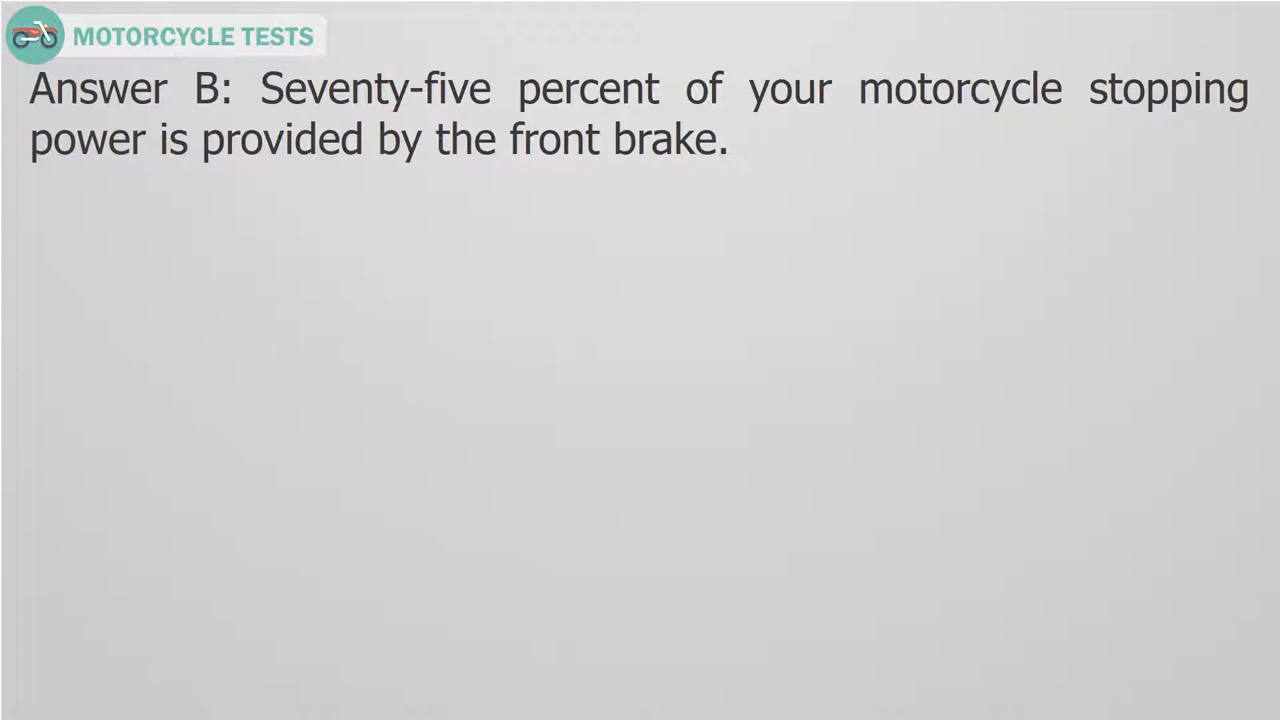 MOTORCYCLE TESTS
Answer B: Seventy-five percent of your motorcycle stopping
power is provided by the front brake.